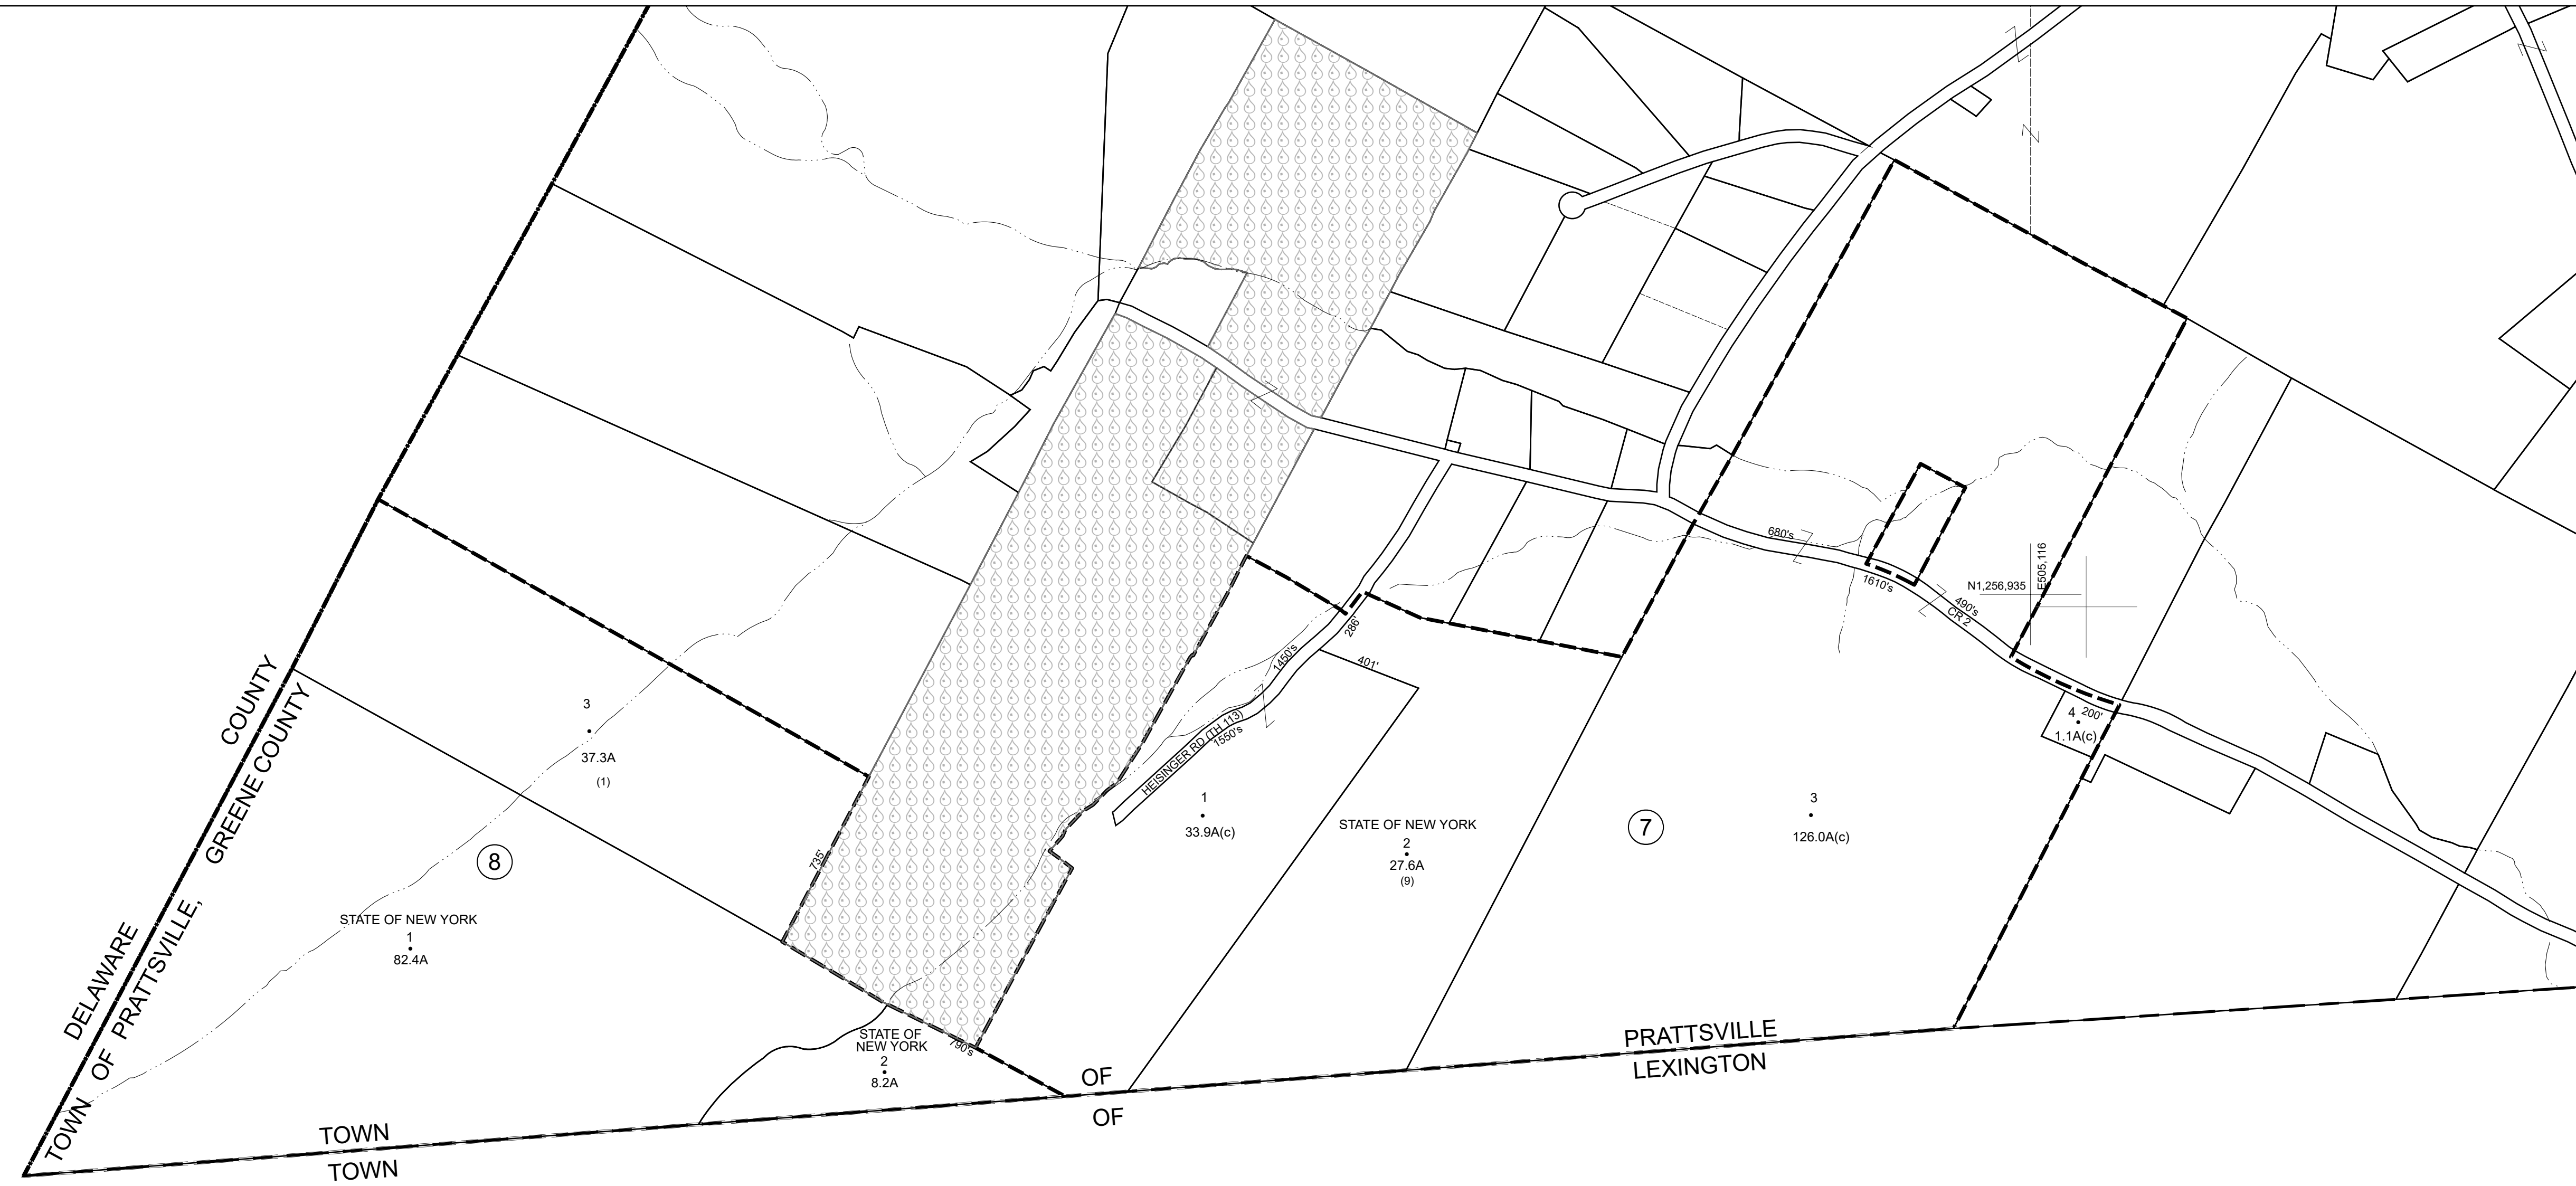 680's
1610's
490's
CR 2
N1,256,935
E505,116
286'
401'
1450's
HEISINGER RD (TH 113)
1550's
4
200'
1.1A(c)
DELAWARE COUNTY
TOWN OF PRATTSVILLE, GREENE COUNTY
3
37.3A
(1)
8
735'
STATE OF NEW YORK
1
82.4A
1
33.9A(c)
STATE OF NEW YORK
2
27.6A
(9)
7
3
126.0A(c)
STATE OF
NEW YORK
2
8.2A
790's
TOWN OF PRATTSVILLE
TOWN OF LEXINGTON